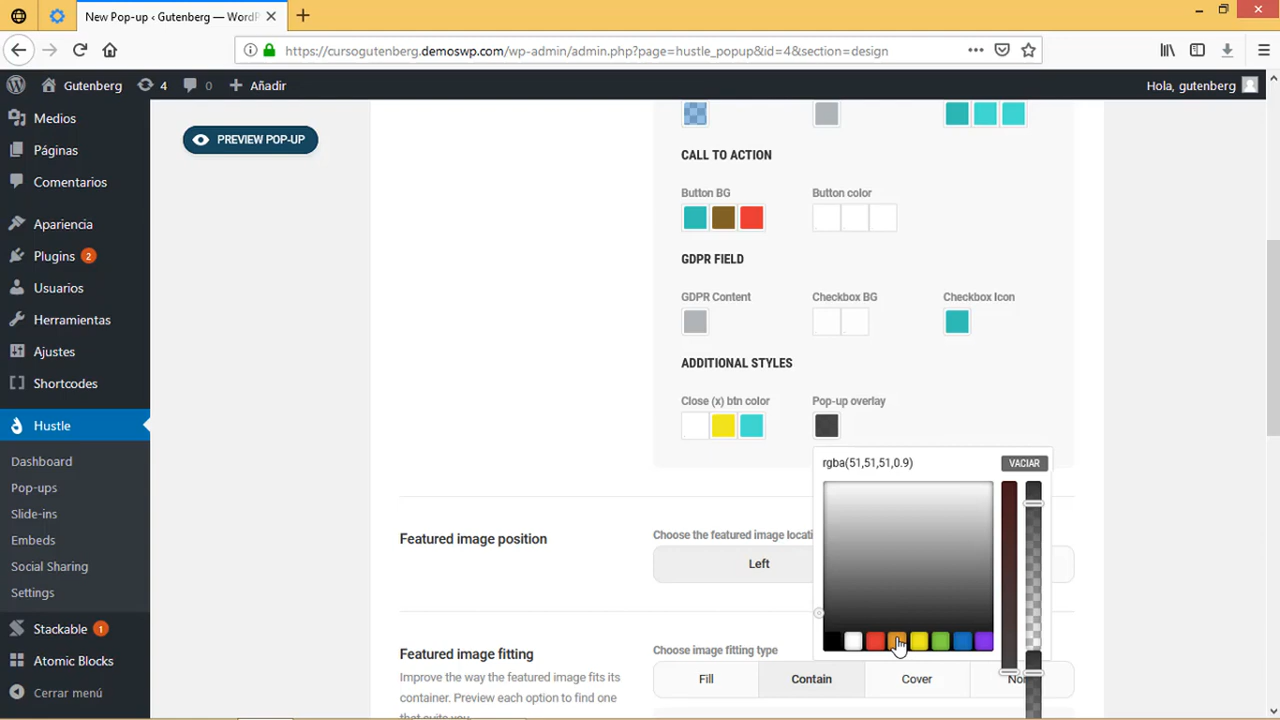 New Pop-up ‹ Gutenberg — WordP
https://cursogutenberg.demoswp.com/wp-admin/admin.php?page=hustle_popup&id=4&section=design
Gutenberg
4
0
Añadir
Hola, gutenberg
Medios
Páginas
Comentarios
Apariencia
Plugins 2
Usuarios
Herramientas
Ajustes
Shortcodes
Hustle
Dashboard
Pop-ups
Slide-ins
Embeds
Social Sharing
Settings
Stackable 1
Atomic Blocks
Cerrar menú
PREVIEW POP-UP
CALL TO ACTION
Button BG
Button color
GDPR FIELD
GDPR Content
Checkbox BG
Checkbox Icon
ADDITIONAL STYLES
Close (x) btn color
Pop-up overlay
rgba(51,51,51,0.9)
VACIAR
Featured image position
Choose the featured image locati
Left
Featured image fitting
Improve the way the featured image fits its
container. Preview each option to find one
that suits you.
Choose image fitting type
Fill
Contain
Cover